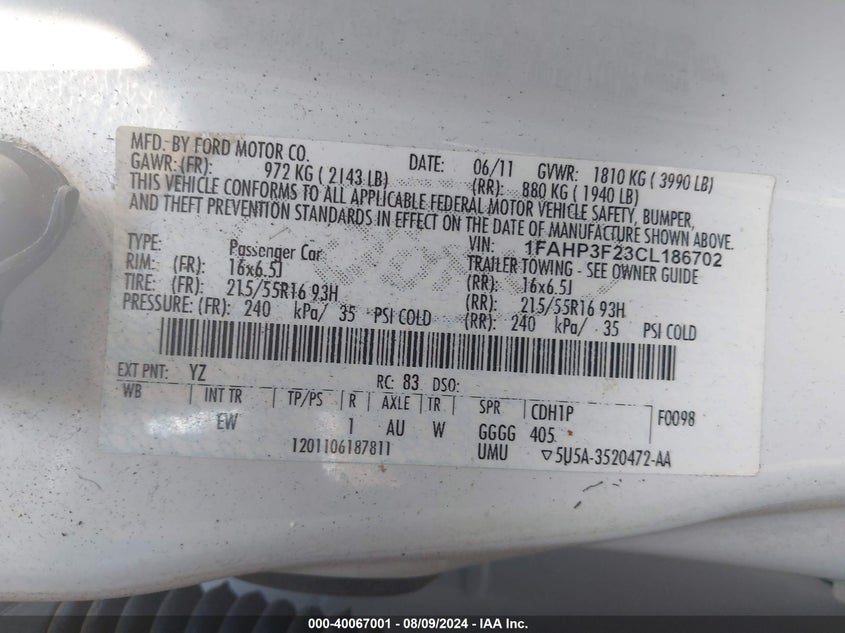 MFD. BY FORD MOTOR CO. DATE: 06/11 GVWR: 1810 KG ( 3990 LB)
GAWR: (FR): 972 KG ( 2143 LB) (RR): 880 KG ( 1940 LB)
THIS VEHICLE CONFORMS TO ALL APPLICABLE FEDERAL MOTOR VEHICLE SAFETY, BUMPER,
AND THEFT PREVENTION STANDARDS IN EFFECT ON THE DATE OF MANUFACTURE SHOWN ABOVE.
VIN: 1FAHP3F23CL186702
TYPE: Passenger Car TRAILER TOWING - SEE OWNER GUIDE
RIM: (FR): 16x6.5J (RR): 16x6.5J
TIRE: (FR): 215/55R16 93H (RR): 215/55R16 93H
PRESSURE: (FR): 240 kPa/ 35 PSI COLD (RR): 240 kPa/ 35 PSI COLD
EXT PNT: YZ RC: 83 DSO:
WB INT TR TP/PS R AXLE TR SPR CDH1P F0098
EW 1 AU W GGGG 405
1201106187811 UMU ▽5U5A-3520472-AA
000-40067001 - 08/09/2024 - IAA Inc.